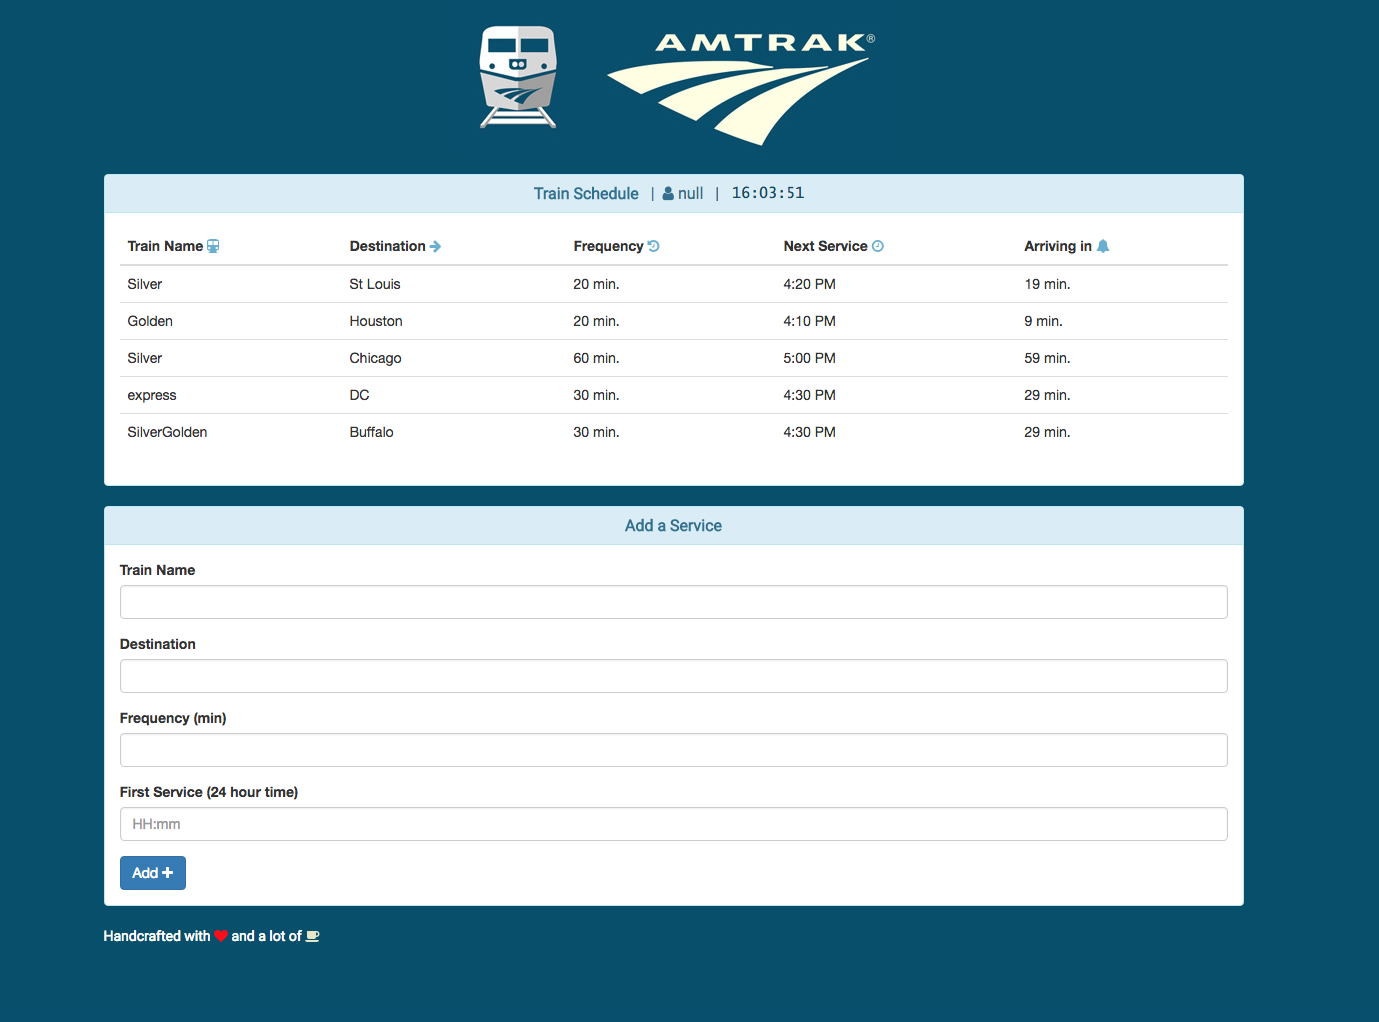 AMTRAK®
Train Schedule | null | 16:03:51
Train Name Destination Frequency Next Service Arriving in
Silver St Louis 20 min. 4:20 PM 19 min.
Golden Houston 20 min. 4:10 PM 9 min.
Silver Chicago 60 min. 5:00 PM 59 min.
express DC 30 min. 4:30 PM 29 min.
SilverGolden Buffalo 30 min. 4:30 PM 29 min.
Add a Service
Train Name
Destination
Frequency (min)
First Service (24 hour time)
HH:mm
Add +
Handcrafted with ❤ and a lot of ☕